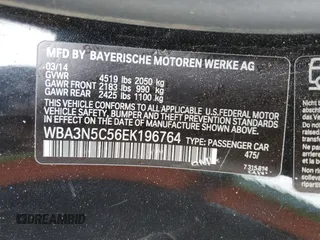 MFD BY BAYERISCHE MOTOREN WERKE AG
03/14
GVWR 4519 lbs 2050 kg
GAWR FRONT 2183 lbs 990 kg
GAWR REAR 2425 lbs 1100 kg
THIS VEHICLE CONFORMS TO ALL APPLICABLE U.S. FEDERAL MOTOR
VEHICLE SAFETY, BUMPER, AND THEFT PREVENTION STANDARDS
IN EFFECT ON THE DATE OF MANUFACTURE SHOWN ABOVE.
WBA3N5C56EK196764 TYPE: PASSENGER CAR
475/
Nicht
bei
DREAMBID